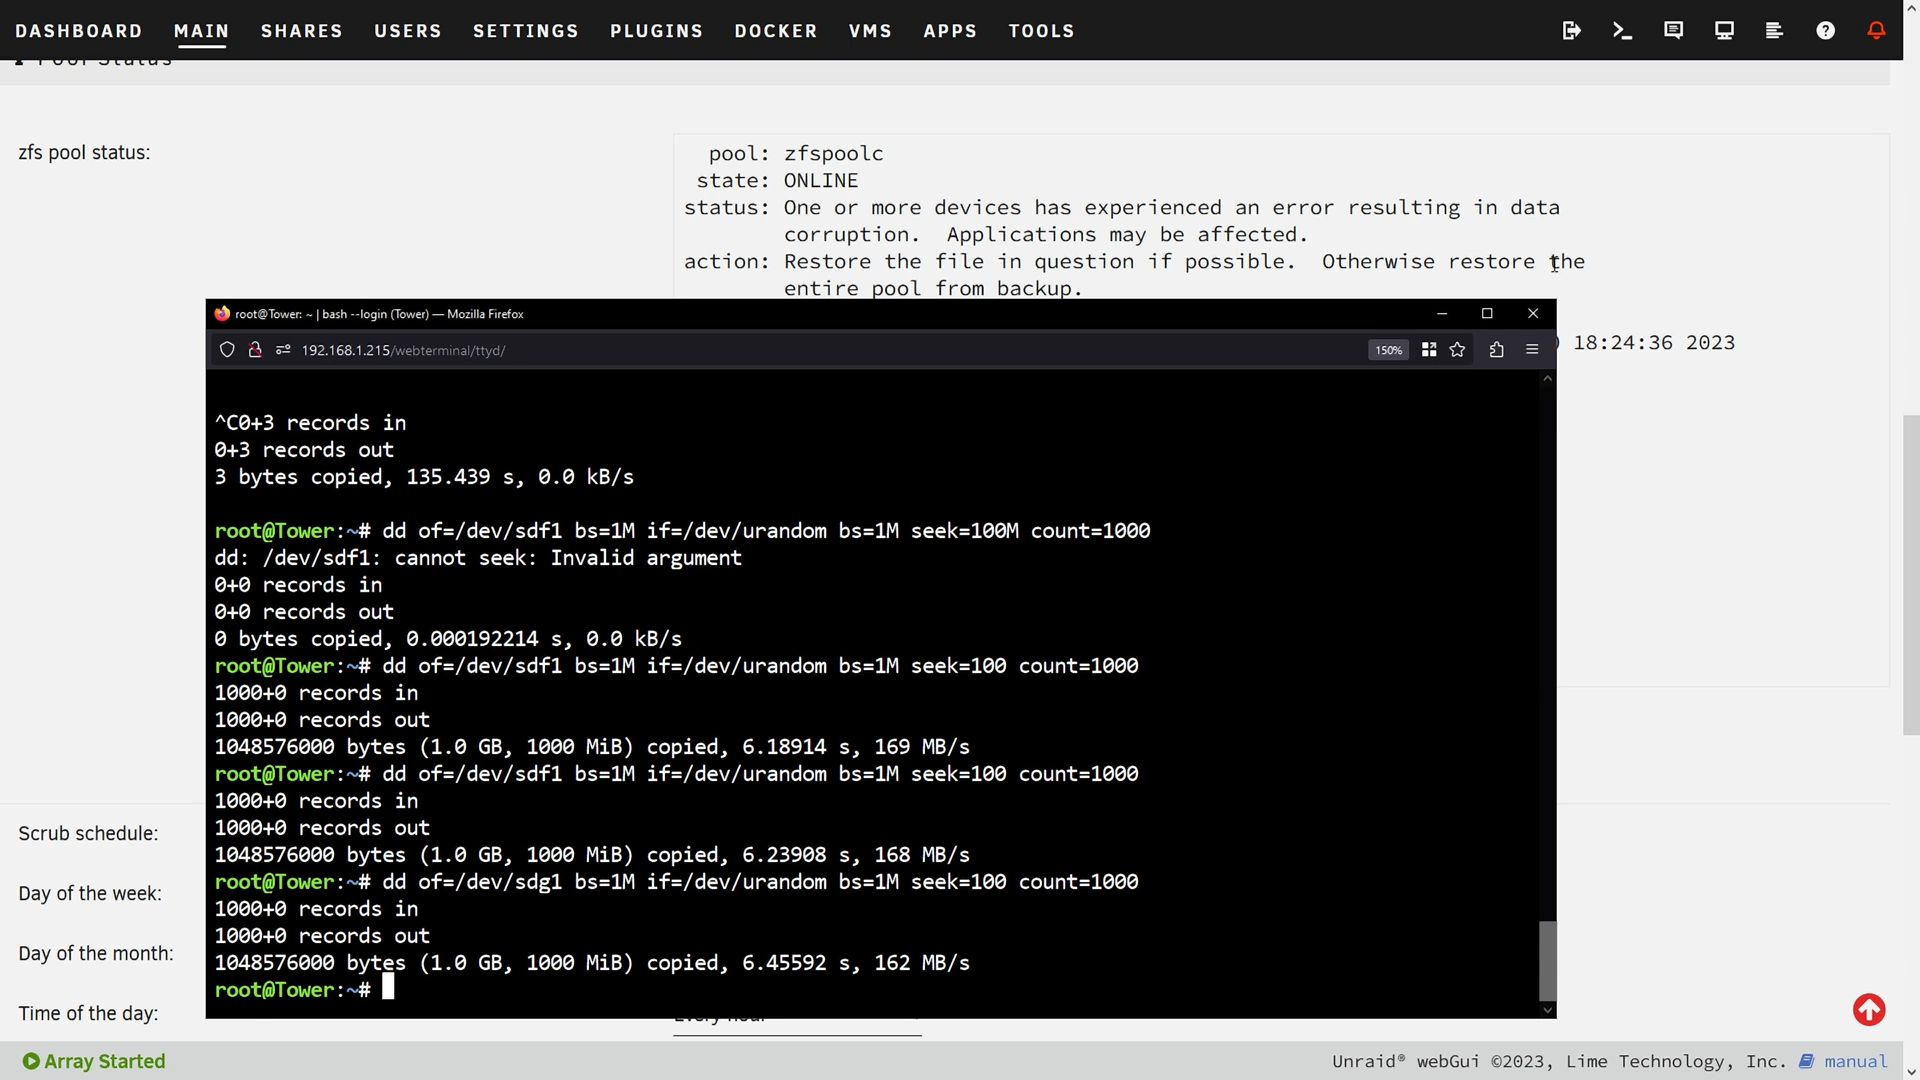 DASHBOARD MAIN SHARES USERS SETTINGS PLUGINS DOCKER VMS APPS TOOLS
Pool Status
zfs pool status:
pool: zfspoolc
state: ONLINE
status: One or more devices has experienced an error resulting in data
corruption.  Applications may be affected.
action: Restore the file in question if possible.  Otherwise restore the
entire pool from backup.
18:24:36 2023
root@Tower: ~ | bash --login (Tower) — Mozilla Firefox
192.168.1.215/webterminal/ttyd/
150%
^C0+3 records in
0+3 records out
3 bytes copied, 135.439 s, 0.0 kB/s
root@Tower:~# dd of=/dev/sdf1 bs=1M if=/dev/urandom bs=1M seek=100M count=1000
dd: /dev/sdf1: cannot seek: Invalid argument
0+0 records in
0+0 records out
0 bytes copied, 0.000192214 s, 0.0 kB/s
root@Tower:~# dd of=/dev/sdf1 bs=1M if=/dev/urandom bs=1M seek=100 count=1000
1000+0 records in
1000+0 records out
1048576000 bytes (1.0 GB, 1000 MiB) copied, 6.18914 s, 169 MB/s
root@Tower:~# dd of=/dev/sdf1 bs=1M if=/dev/urandom bs=1M seek=100 count=1000
1000+0 records in
1000+0 records out
1048576000 bytes (1.0 GB, 1000 MiB) copied, 6.23908 s, 168 MB/s
root@Tower:~# dd of=/dev/sdg1 bs=1M if=/dev/urandom bs=1M seek=100 count=1000
1000+0 records in
1000+0 records out
1048576000 bytes (1.0 GB, 1000 MiB) copied, 6.45592 s, 162 MB/s
root@Tower:~#
Scrub schedule:
Day of the week:
Day of the month:
Time of the day:
Every hour
Array Started
Unraid® webGui ©2023, Lime Technology, Inc. manual